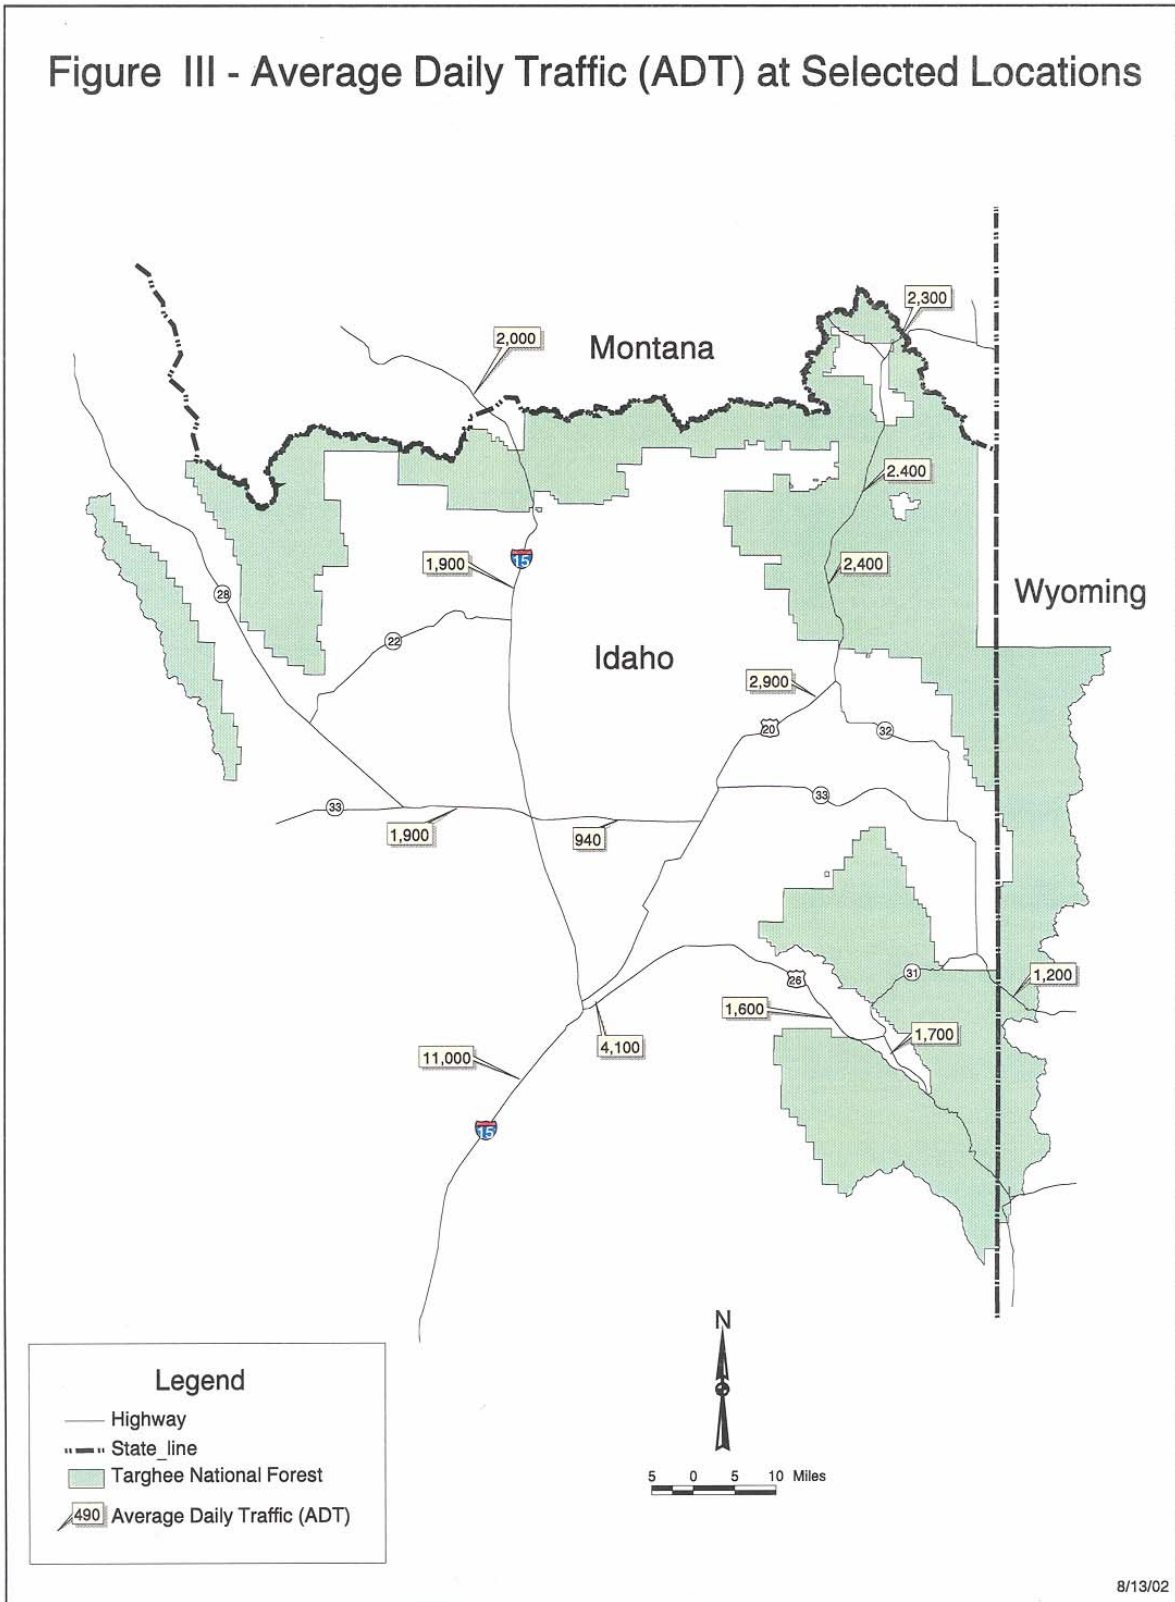 Figure III - Average Daily Traffic (ADT) at Selected Locations
2,300
2,000
Montana
2.400
1,900
15
2,400
Wyoming
28
22
Idaho
2,900
20
32
33
33
1,900
940
31
1,200
26
1,600
1,700
4,100
11,000
15
N
Legend
Highway
State_line
Targhee National Forest
490 Average Daily Traffic (ADT)
5 0 5 10 Miles
8/13/02